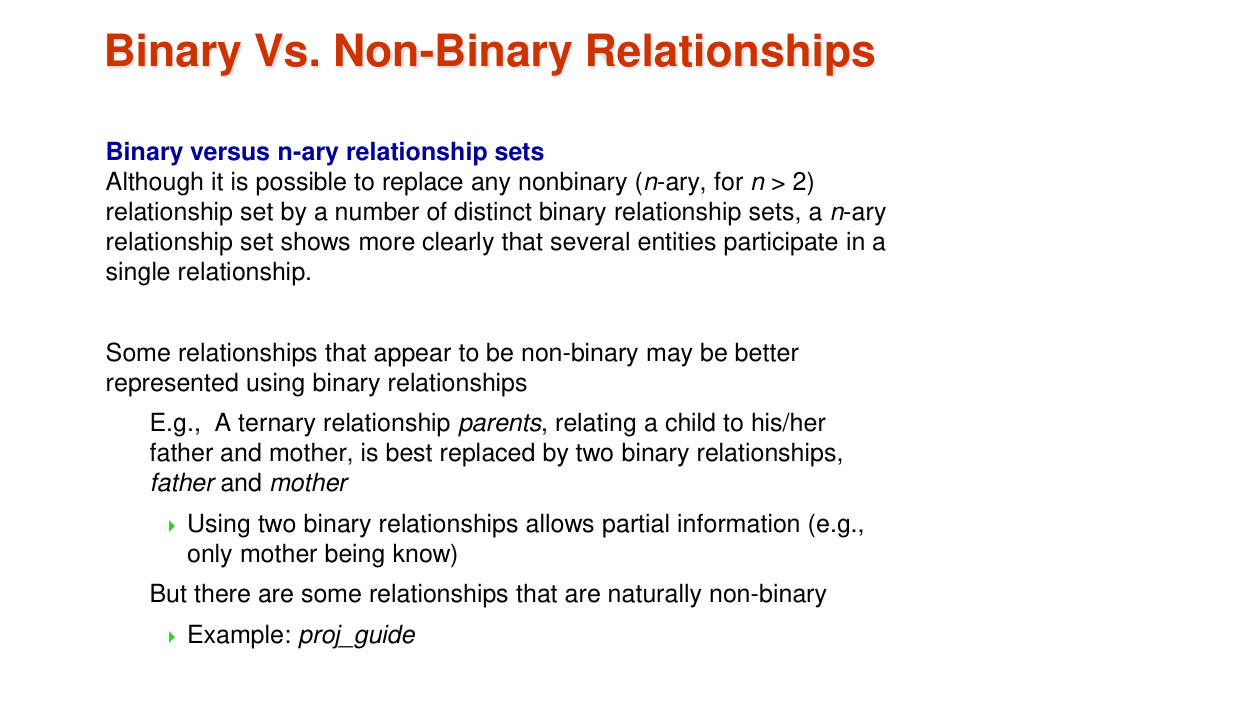 Binary Vs. Non-Binary Relationships
Binary versus n-ary relationship sets
Although it is possible to replace any nonbinary (n-ary, for n > 2)
relationship set by a number of distinct binary relationship sets, a n-ary
relationship set shows more clearly that several entities participate in a
single relationship.
Some relationships that appear to be non-binary may be better
represented using binary relationships
E.g.,  A ternary relationship parents, relating a child to his/her
father and mother, is best replaced by two binary relationships,
father and mother
Using two binary relationships allows partial information (e.g.,
only mother being know)
But there are some relationships that are naturally non-binary
Example: proj_guide